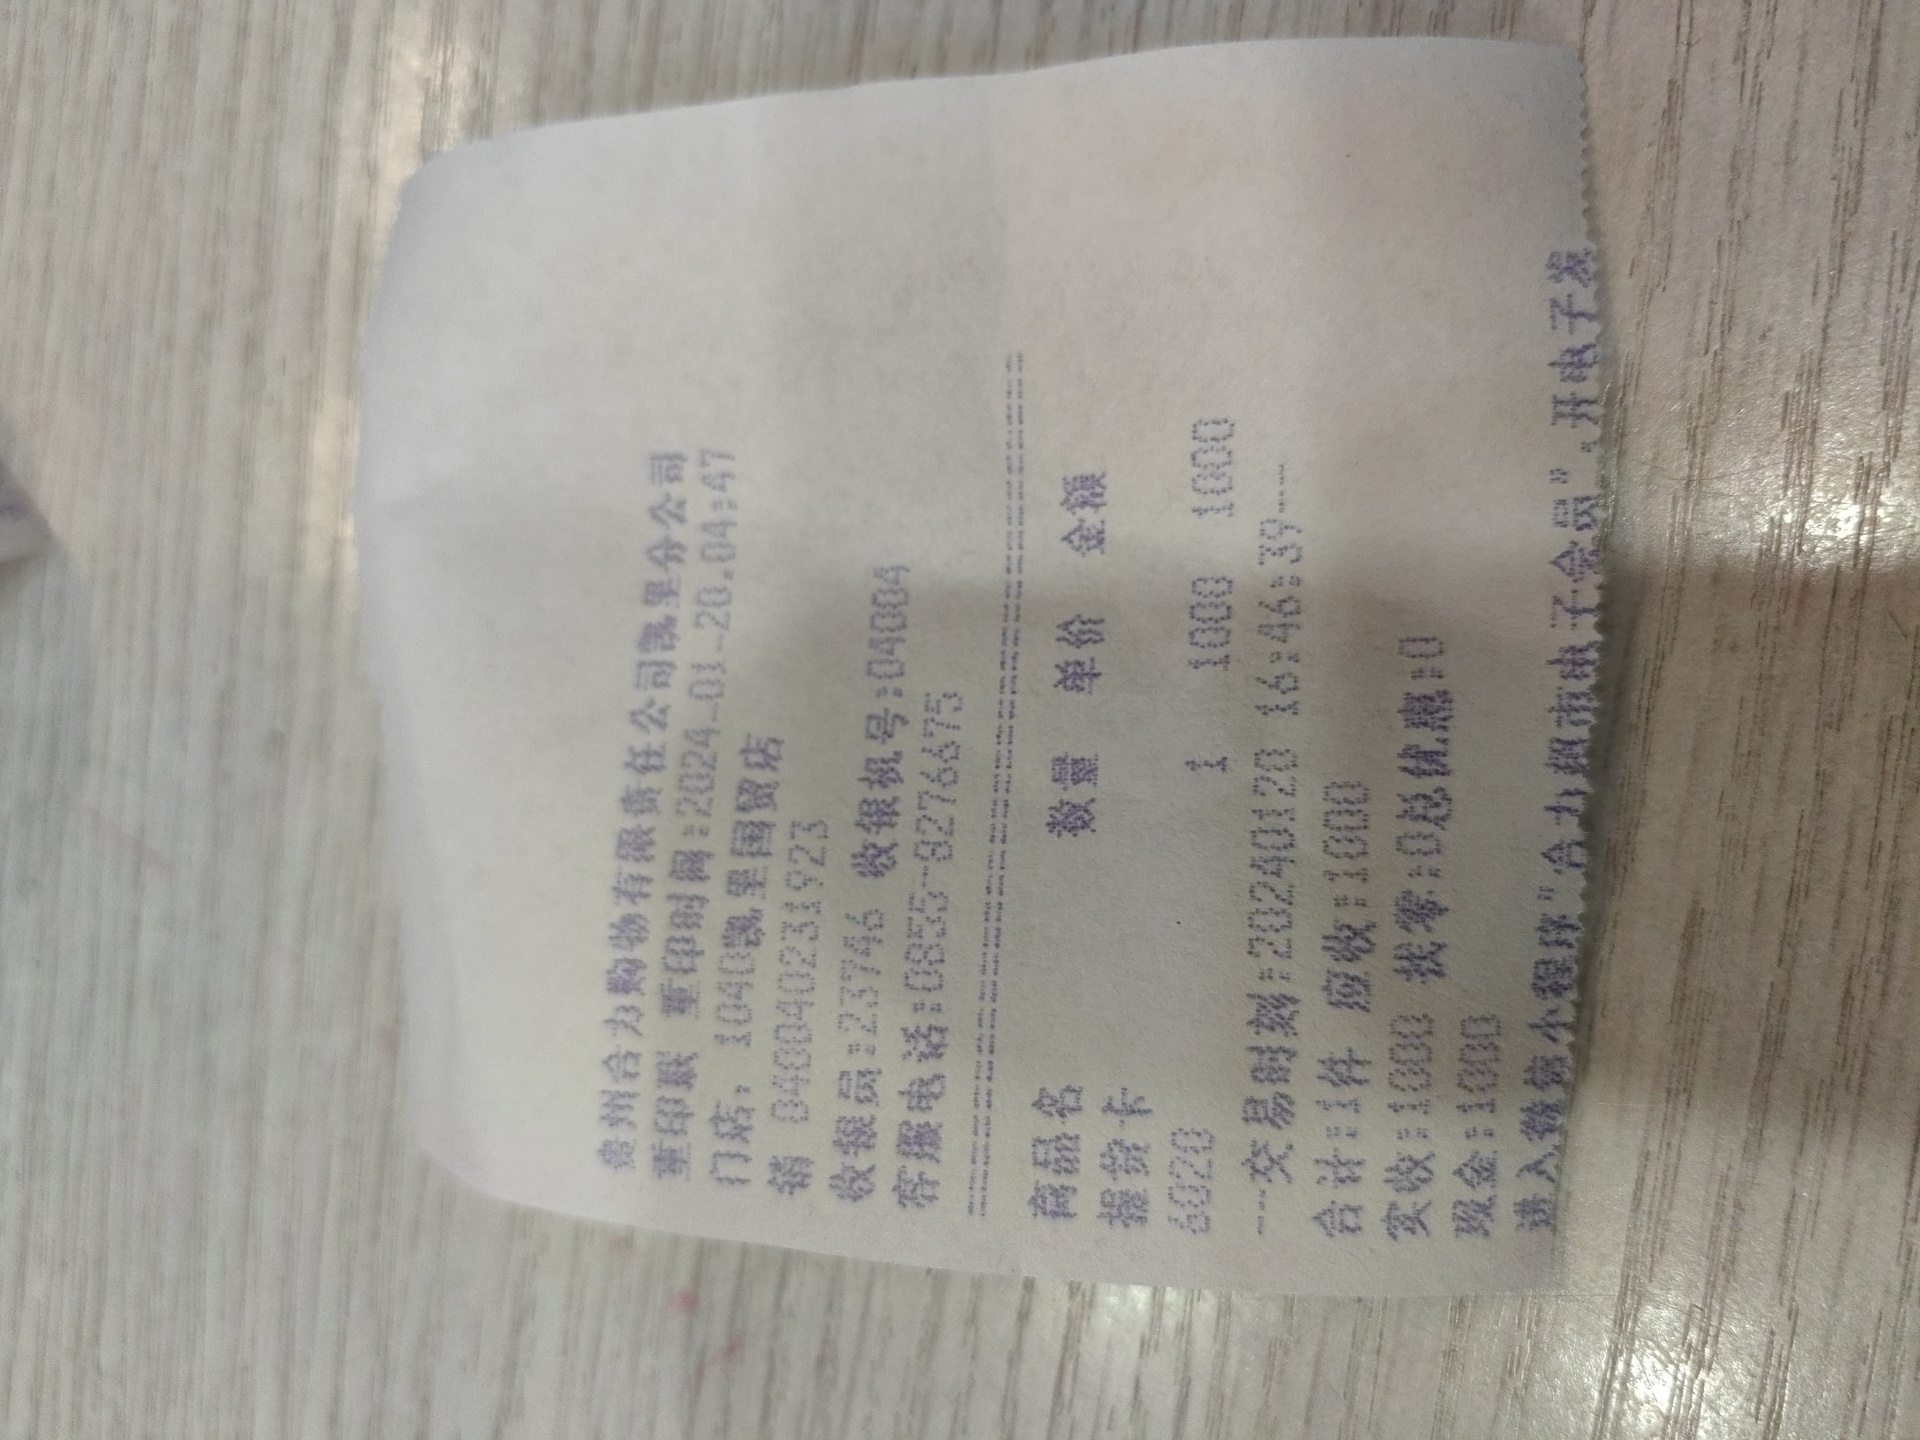 贵州合力购物有限责任公司凯里分公司
重印联 重印时间:2024-01-20.04:47
门店: 1040凯里国贸店
销 040040231923
收银员:23746 收银机号:04004
客服电话:0855-8276675
================================
商品名 数量 单价 金额
提货卡
6020 1 1000 1000
---交易时刻:20240120 16:46:39---
合计:1件 应收:1000
实收:1000 找零:0总优惠:0
现金:1000
进入微信小程序"合力超市电子会员",开电子发